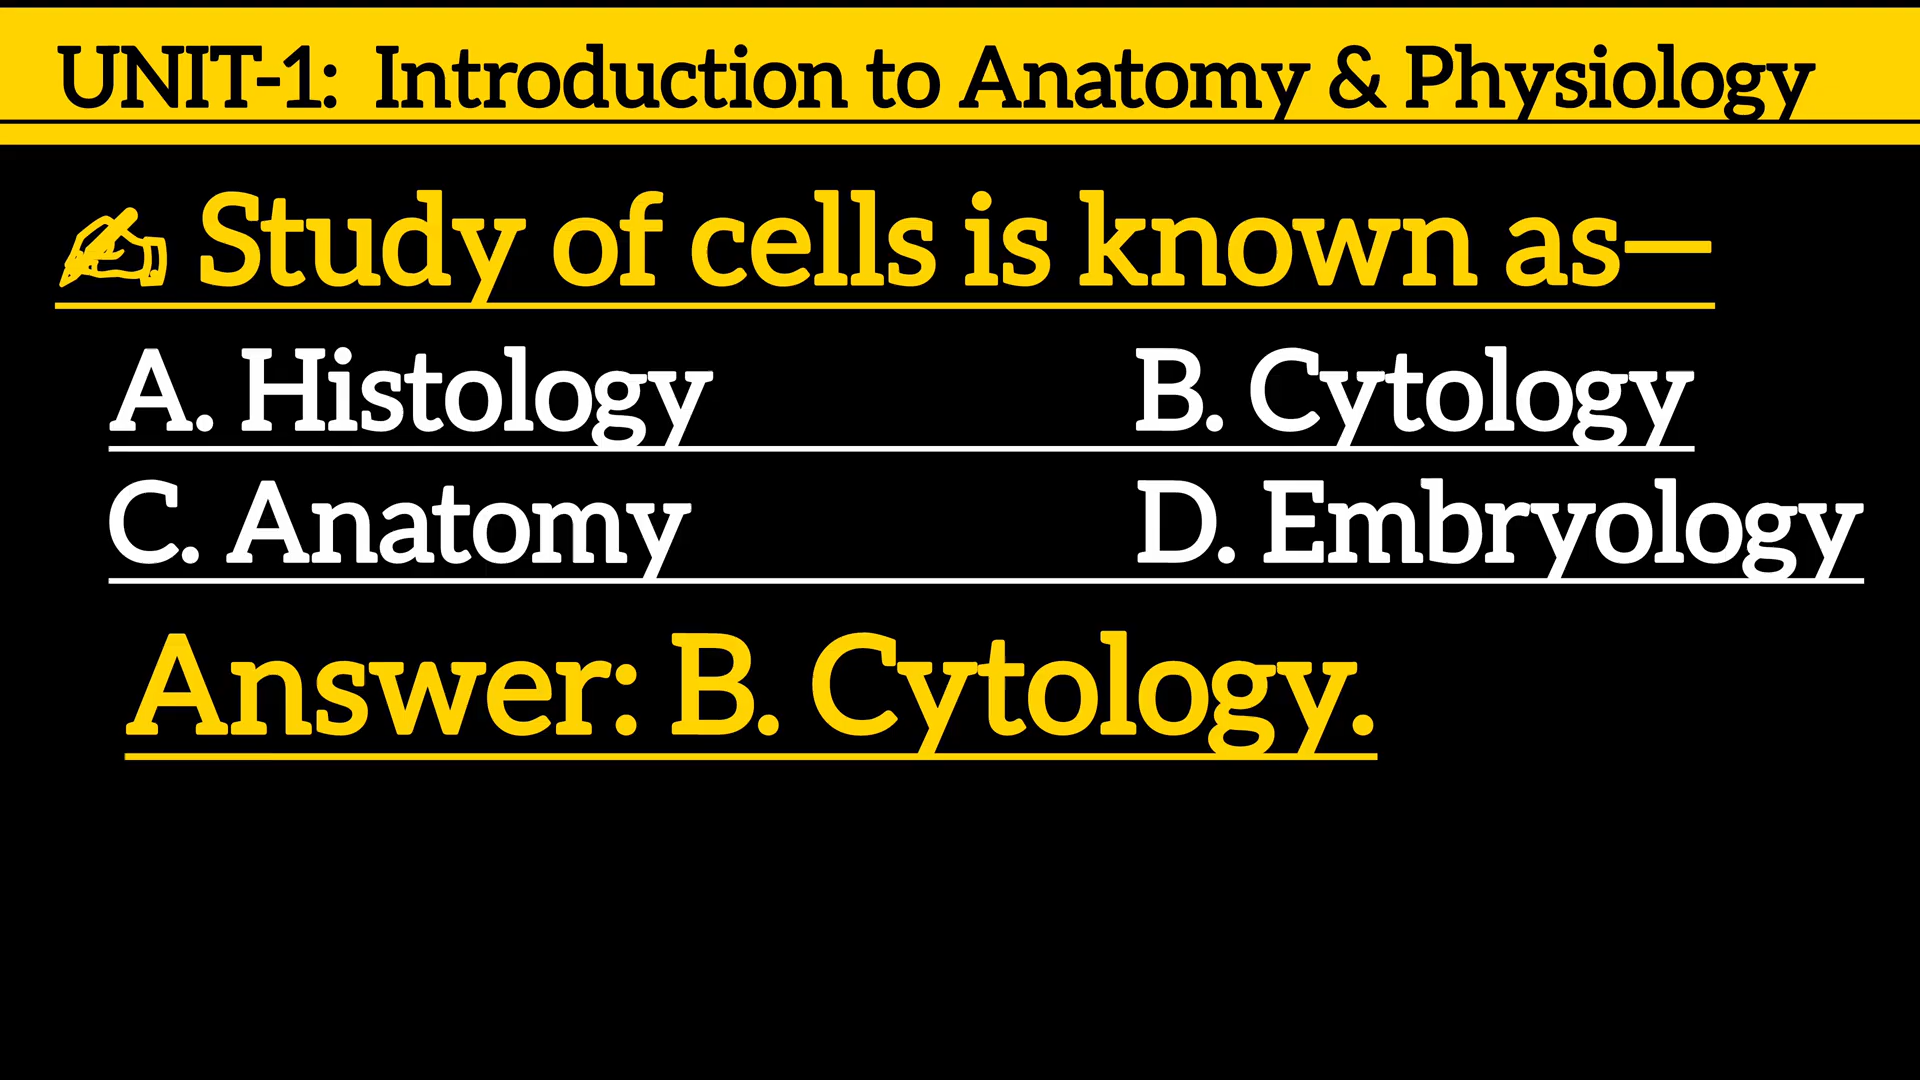 UNIT-1: Introduction to Anatomy & Physiology
✍ Study of cells is known as—
A. Histology B. Cytology
C. Anatomy D. Embryology
Answer: B. Cytology.